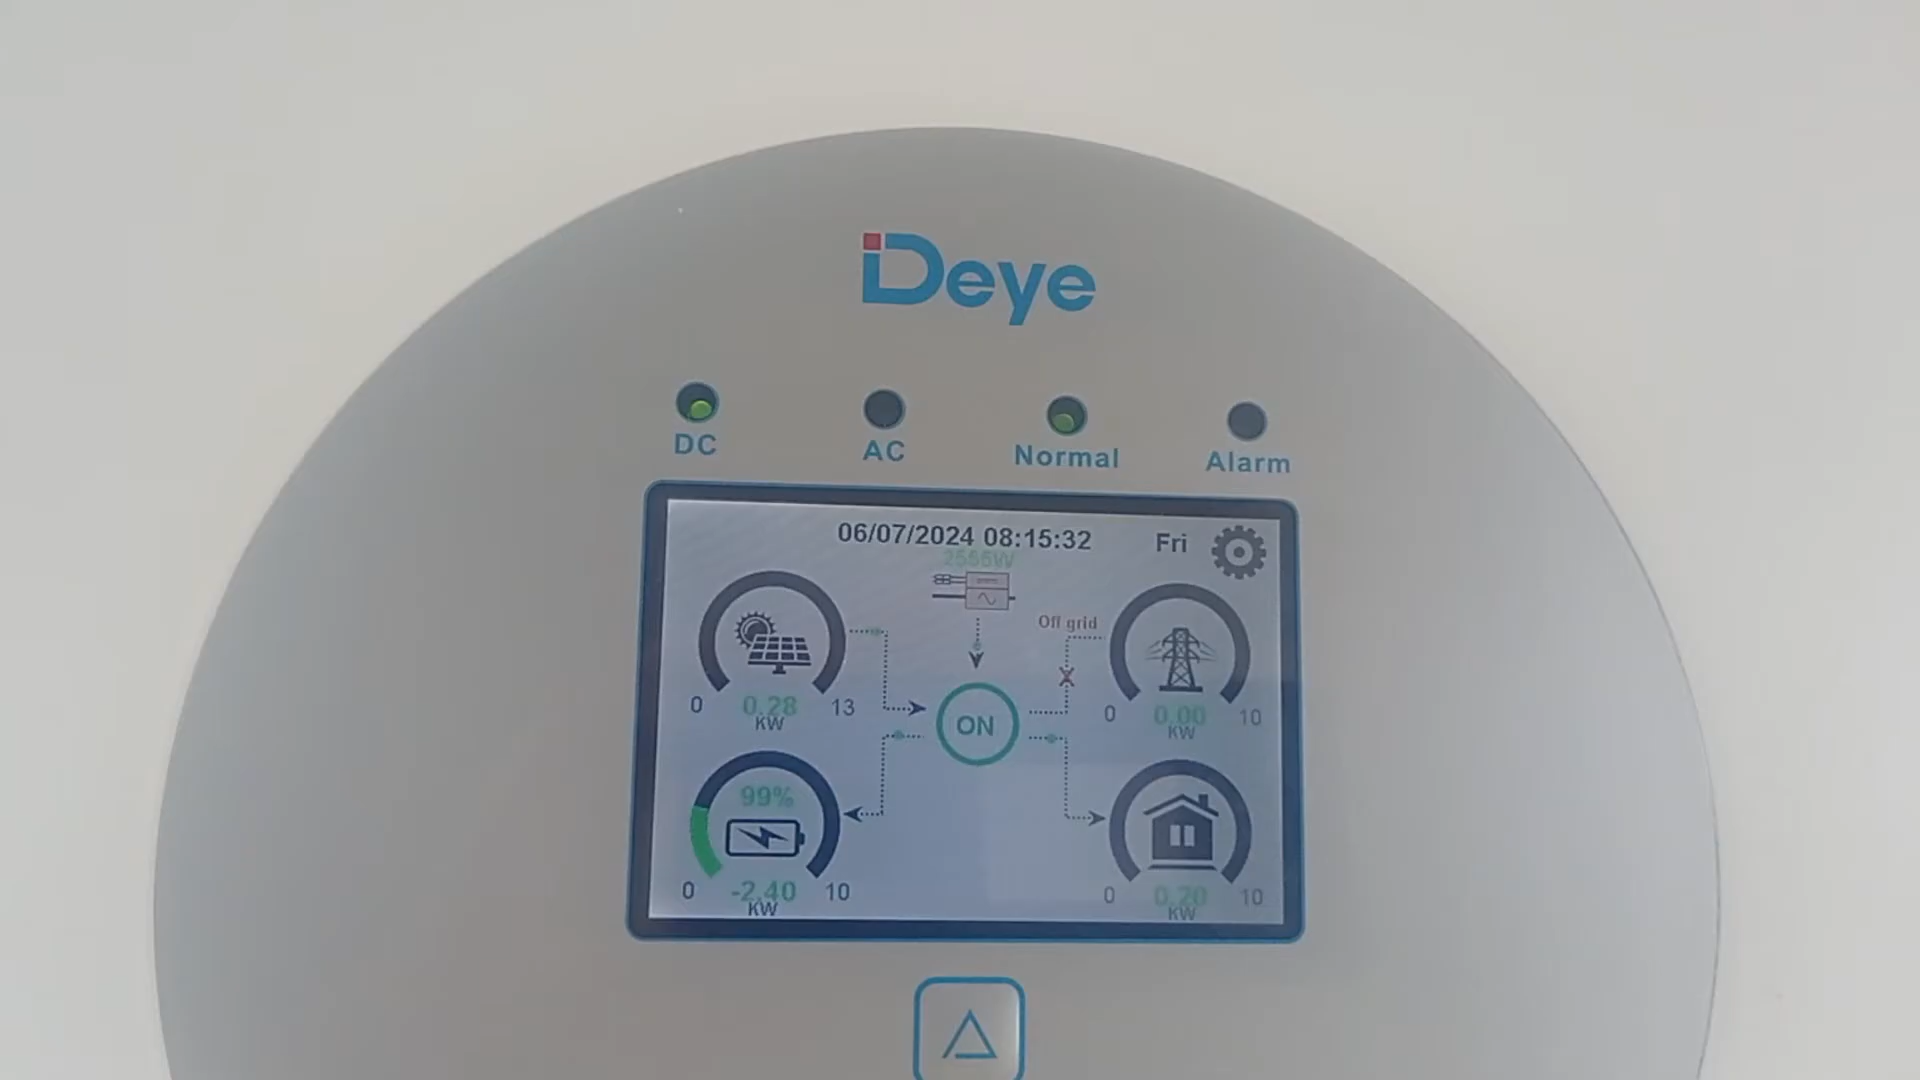 Deye
DC
AC
Normal
Alarm
06/07/2024 08:15:32
Fri
Off grid
0
0.28
13
KW
ON
0
0.00
10
KW
99%
0
-2.40
10
KW
0
0.20
10
KW